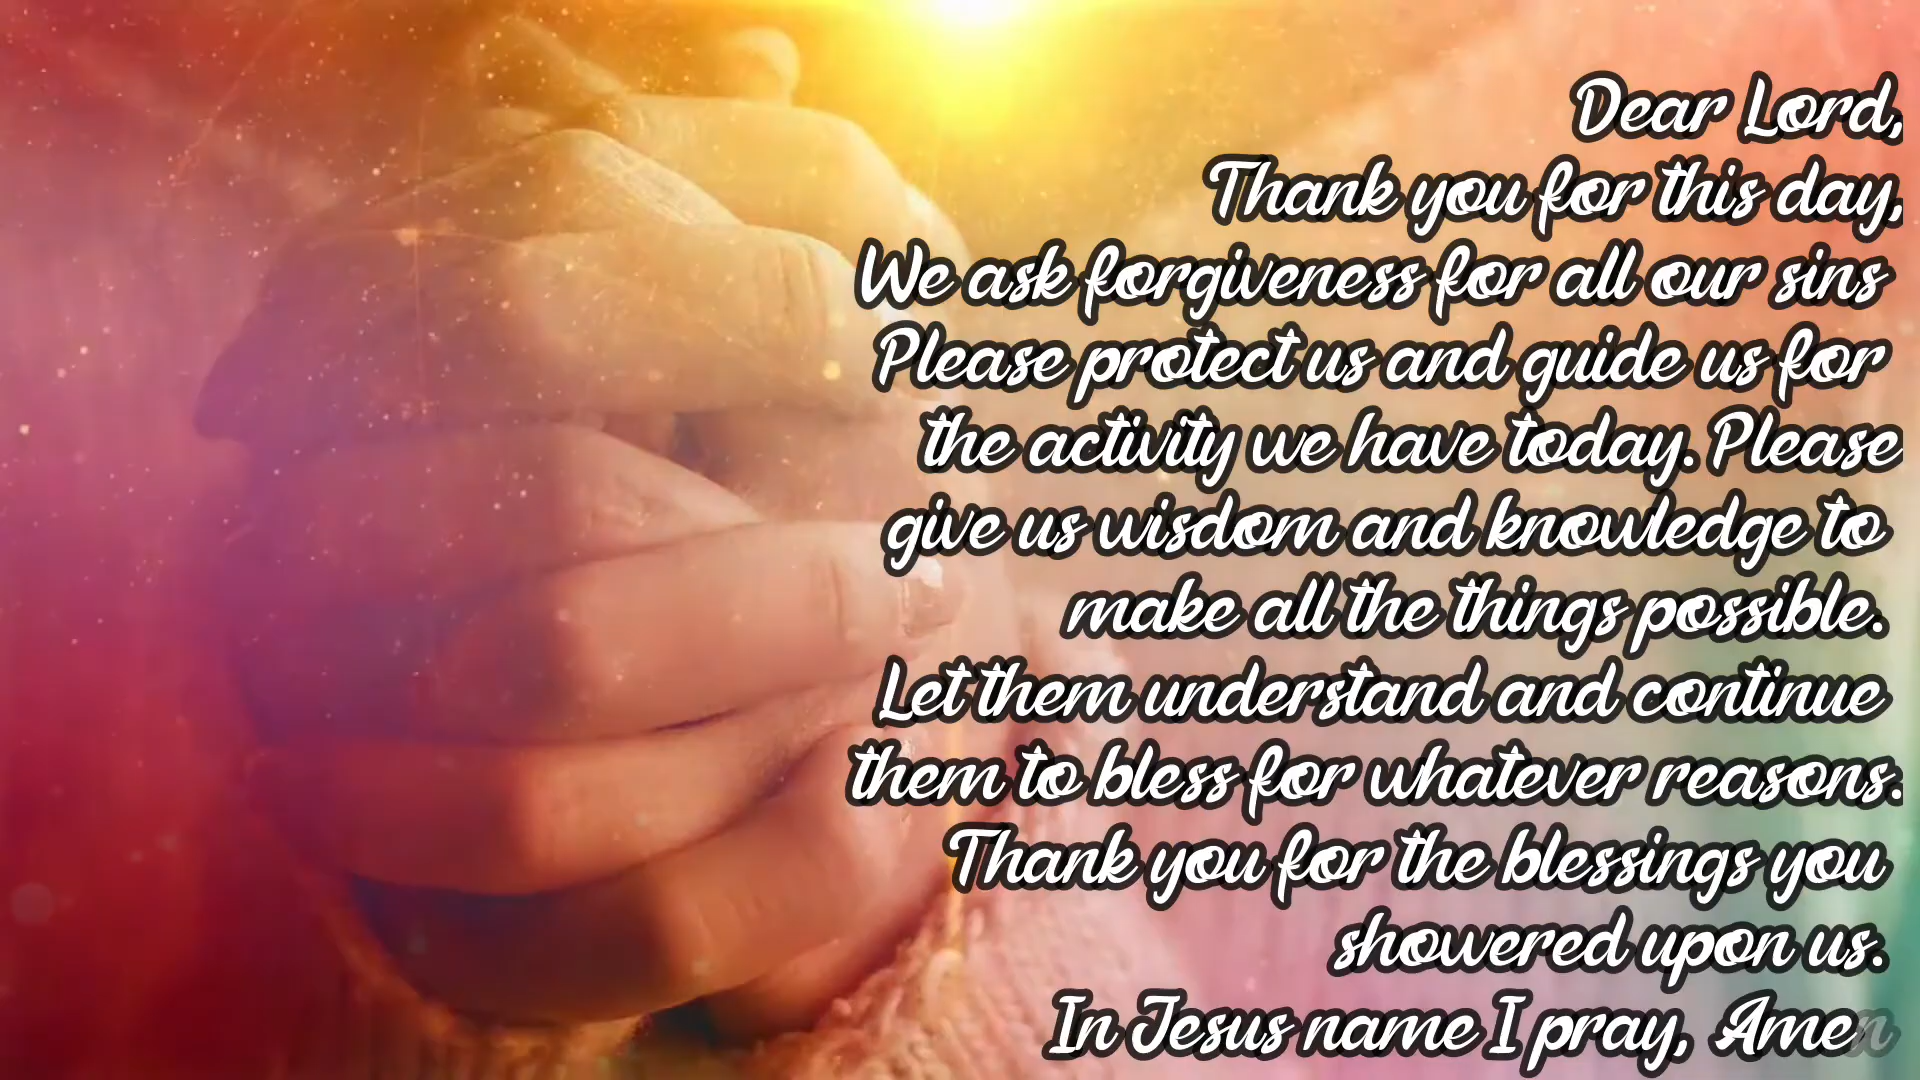 Dear Lord,
Thank you for this day,
We ask forgiveness for all our sins
Please protect us and guide us for
the activity we have today. Please
give us wisdom and knowledge to
make all the things possible.
Let them understand and continue
them to bless for whatever reasons.
Thank you for the blessings you
showered upon us.
In Jesus name I pray, Amen